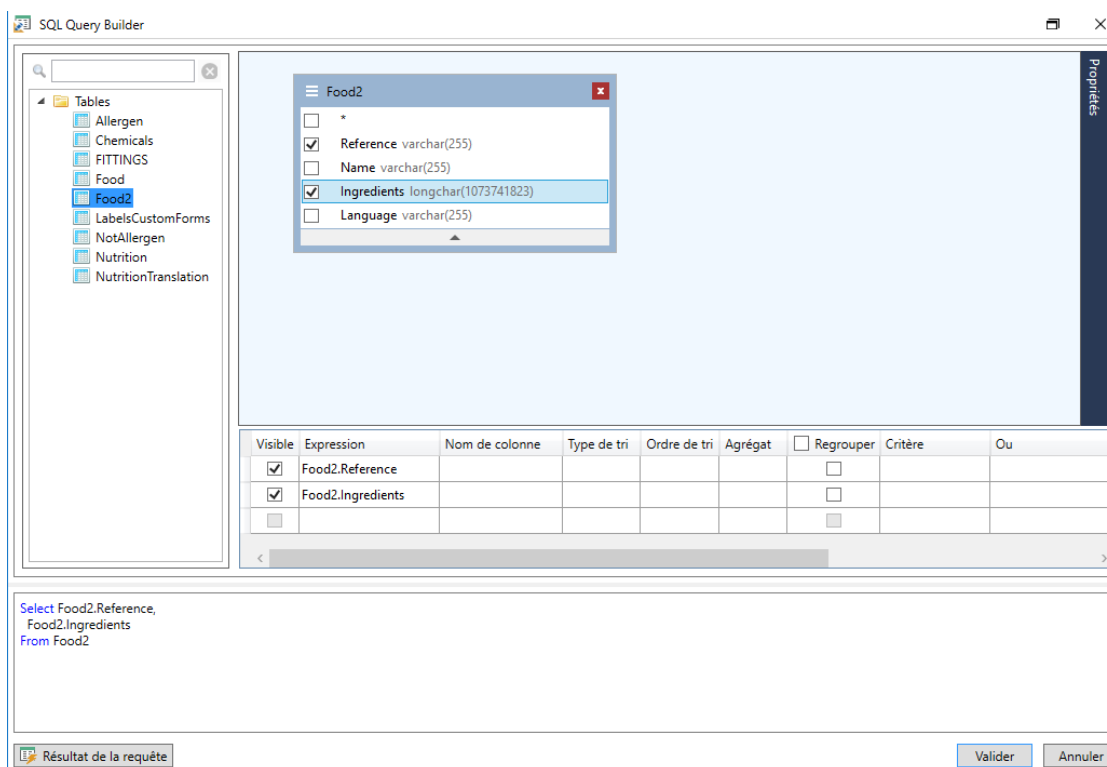 SQL Query Builder
Tables
Allergen
Chemicals
FITTINGS
Food
Food2
LabelsCustomForms
NotAllergen
Nutrition
NutritionTranslation
Food2
*
Reference varchar(255)
Name varchar(255)
Ingredients longchar(1073741823)
Language varchar(255)
Propriétés
Visible Expression Nom de colonne Type de tri Ordre de tri Agrégat Regrouper Critère Ou
Food2.Reference
Food2.Ingredients
Select Food2.Reference,
Food2.Ingredients
From Food2
Résultat de la requête Valider Annuler